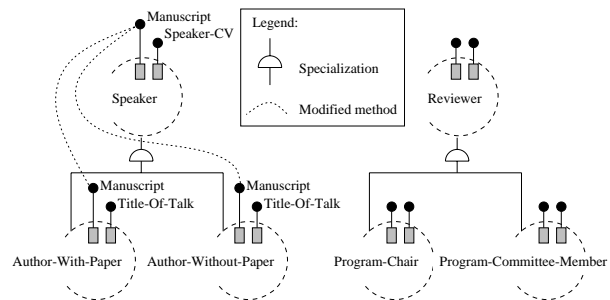 Manuscript
Speaker-CV
Speaker
Legend:
Specialization
Modified method
Reviewer
Manuscript
Title-Of-Talk
Author-With-Paper
Manuscript
Title-Of-Talk
Author-Without-Paper
Program-Chair
Program-Committee-Member